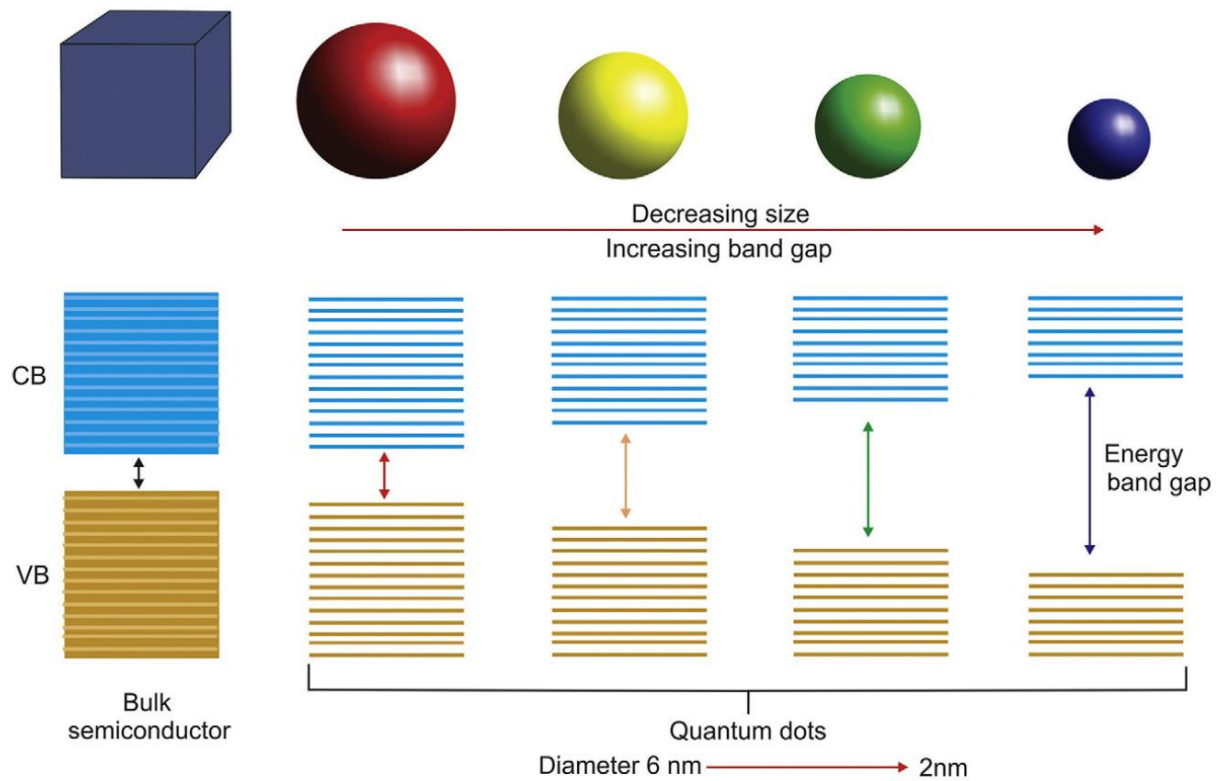 Decreasing size
Increasing band gap
CB
VB
Energy
band gap
Bulk
semiconductor
Quantum dots
Diameter 6 nm 2nm